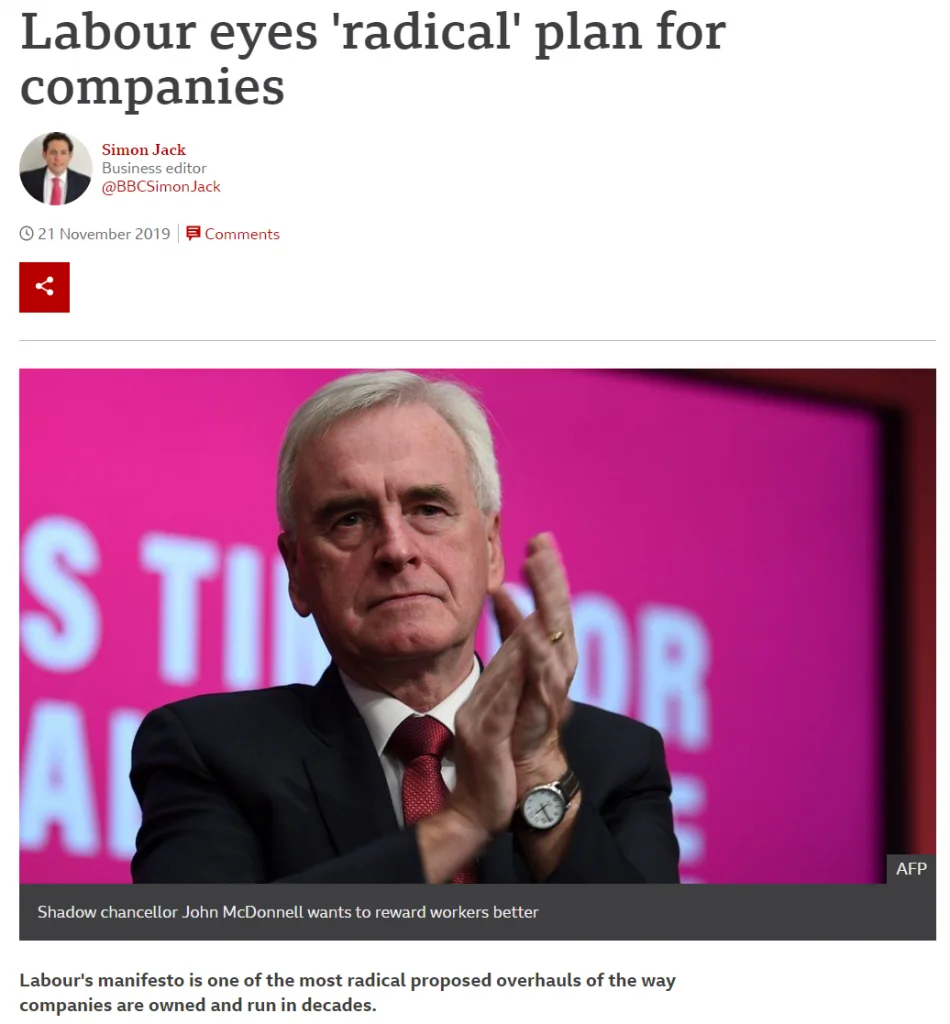 Labour eyes 'radical' plan for
companies
Simon Jack
Business editor
@BBCSimonJack
21 November 2019
Comments
S TI OR
A
AFP
Shadow chancellor John McDonnell wants to reward workers better
Labour's manifesto is one of the most radical proposed overhauls of the way
companies are owned and run in decades.